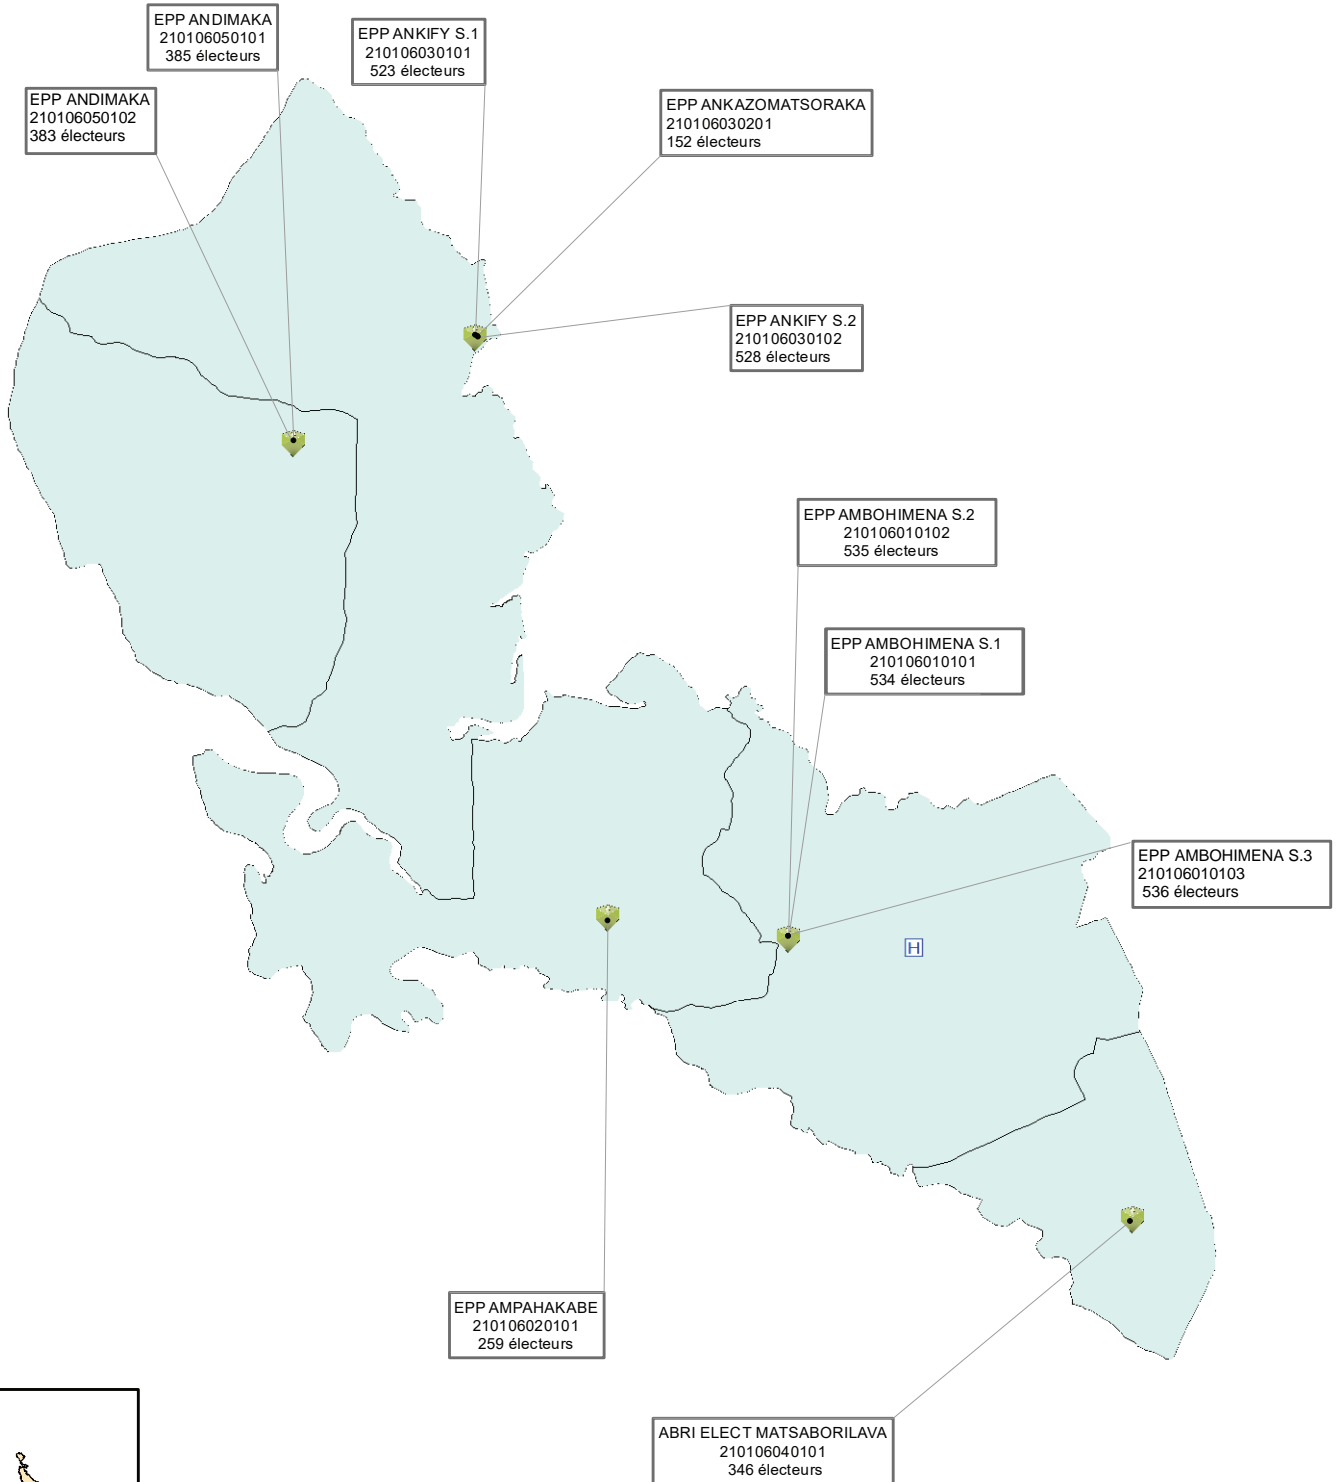 EPP ANDIMAKA
210106050101
385 électeurs
EPP ANKIFY S.1
210106030101
523 électeurs
EPP ANDIMAKA
210106050102
383 électeurs
EPP ANKAZOMATSORAKA
210106030201
152 électeurs
EPP ANKIFY S.2
210106030102
528 électeurs
EPP AMBOHIMENA S.2
210106010102
535 électeurs
EPP AMBOHIMENA S.1
210106010101
534 électeurs
EPP AMBOHIMENA S.3
210106010103
536 électeurs
H
EPP AMPAHAKABE
210106020101
259 électeurs
ABRI ELECT MATSABORILAVA
210106040101
346 électeurs